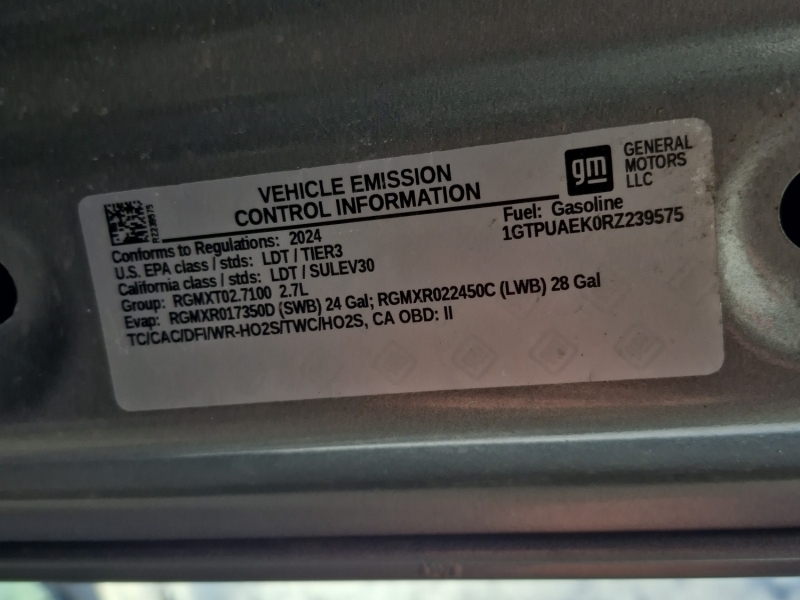 RZ239575
VEHICLE EMISSION
CONTROL INFORMATION
gm
GENERAL
MOTORS
LLC
Conforms to Regulations: 2024
Fuel: Gasoline
U.S. EPA class / stds: LDT / TIER3
1GTPUAEK0RZ239575
California class / stds: LDT / SULEV30
Group: RGMXT02.7100 2.7L
Evap: RGMXR017350D (SWB) 24 Gal; RGMXR022450C (LWB) 28 Gal
TC/CAC/DFI/WR-HO2S/TWC/HO2S, CA OBD: II